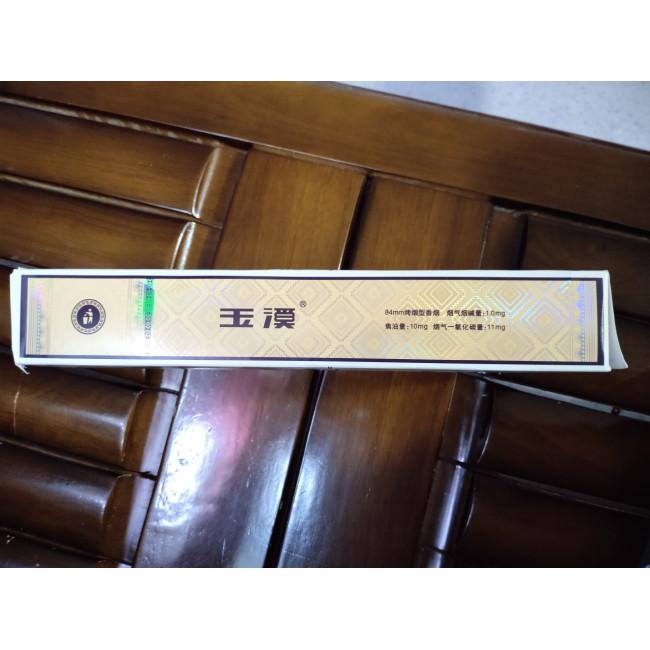 玉溪®
84mm烤烟型香烟 烟气烟碱量:1.0mg
焦油量:10mg 烟气一氧化碳量:11mg